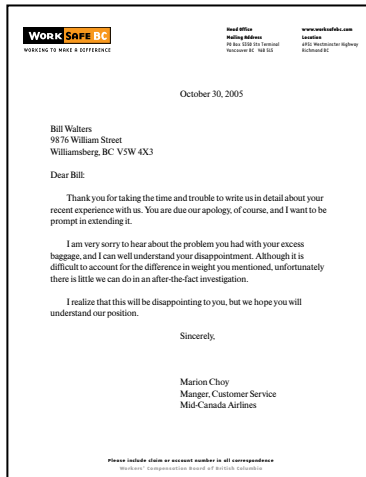 WORK SAFE BC
WORKING TO MAKE A DIFFERENCE
Head Office
Mailing Address
PO Box 5350 Stn Terminal
Vancouver BC V6B 5L5
www.worksafebc.com
Location
6951 Westminster Highway
Richmond BC
October 30, 2005
Bill Walters
9876 William Street
Williamsberg, BC V5W 4X3
Dear Bill:
Thank you for taking the time and trouble to write us in detail about your
recent experience with us. You are due our apology, of course, and I want to be
prompt in extending it.
I am very sorry to hear about the problem you had with your excess
baggage, and I can well understand your disappointment. Although it is
difficult to account for the difference in weight you mentioned, unfortunately
there is little we can do in an after-the-fact investigation.
I realize that this will be disappointing to you, but we hope you will
understand our position.
Sincerely,
Marion Choy
Manger, Customer Service
Mid-Canada Airlines
Please include claim or account number in all correspondence
Workers' Compensation Board of British Columbia